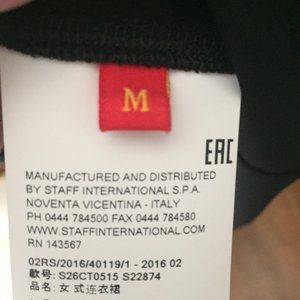 M
EAC
MANUFACTURED AND DISTRIBUTED
BY STAFF INTERNATIONAL S.P.A.
NOVENTA VICENTINA - ITALY
PH 0444 784500 FAX 0444 784580
WWW.STAFFINTERNATIONAL.COM
RN 143567
02RS/2016/40119/1 - 2016 02
款号: S26CT0515 S22874
品名: 女 式连衣裙